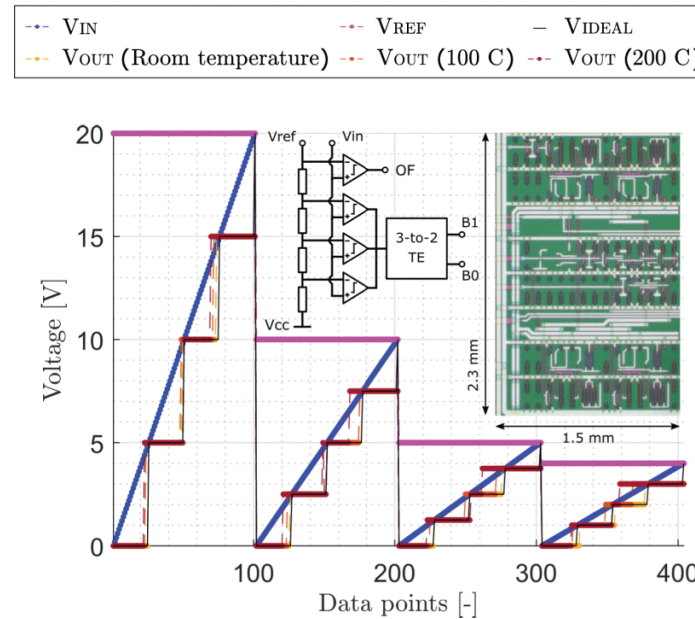 VIN VREF VIDEAL
VOUT (Room temperature) VOUT (100 C) VOUT (200 C)
20
15
10
5
0
Voltage [V]
100
200
300
400
Data points [-]
Vref Vin
OF
3-to-2
TE
B1
B0
Vcc
2.3 mm
1.5 mm